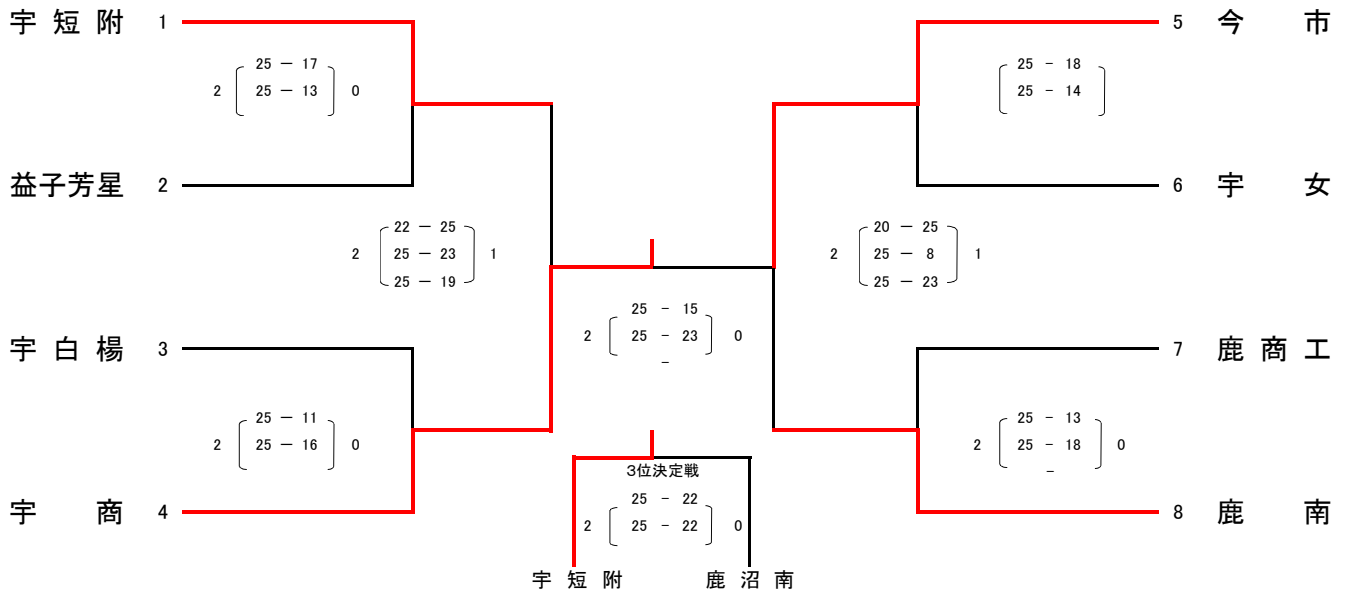 宇短附 1
25 － 17
2 25 － 13 0
益子芳星 2
22 － 25
2 25 － 23 1
25 － 19
宇白楊 3
25 － 11
2 25 － 16 0
宇商 4
25 － 15
2 25 － 23 0
－
3位決定戦
25 － 22
2 25 － 22 0
宇短附 鹿沼南
5 今市
25 － 18
25 － 14
6 宇女
20 － 25
2 25 － 8 1
25 － 23
7 鹿商工
25 － 13
2 25 － 18 0
－
8 鹿南